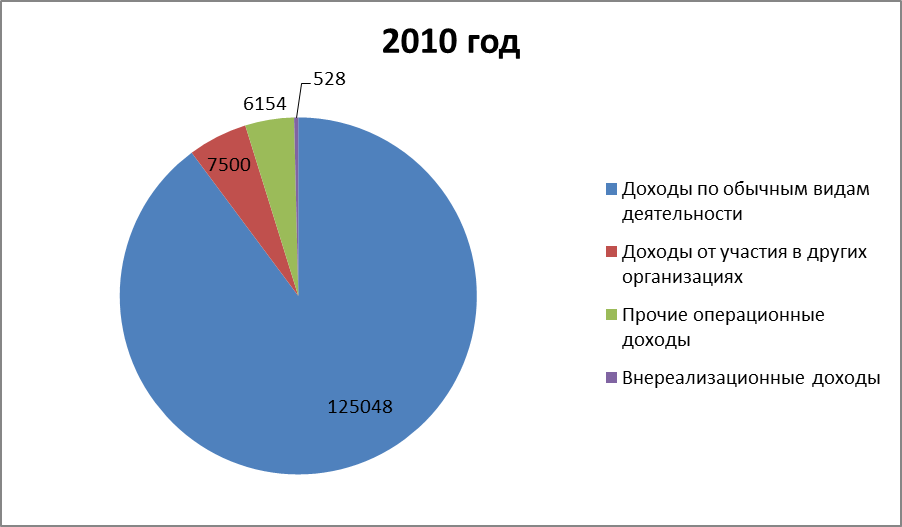 2010 год
528
6154
7500
125048
Доходы по обычным видам
деятельности
Доходы от участия в других
организациях
Прочие операционные
доходы
Внереализационные доходы